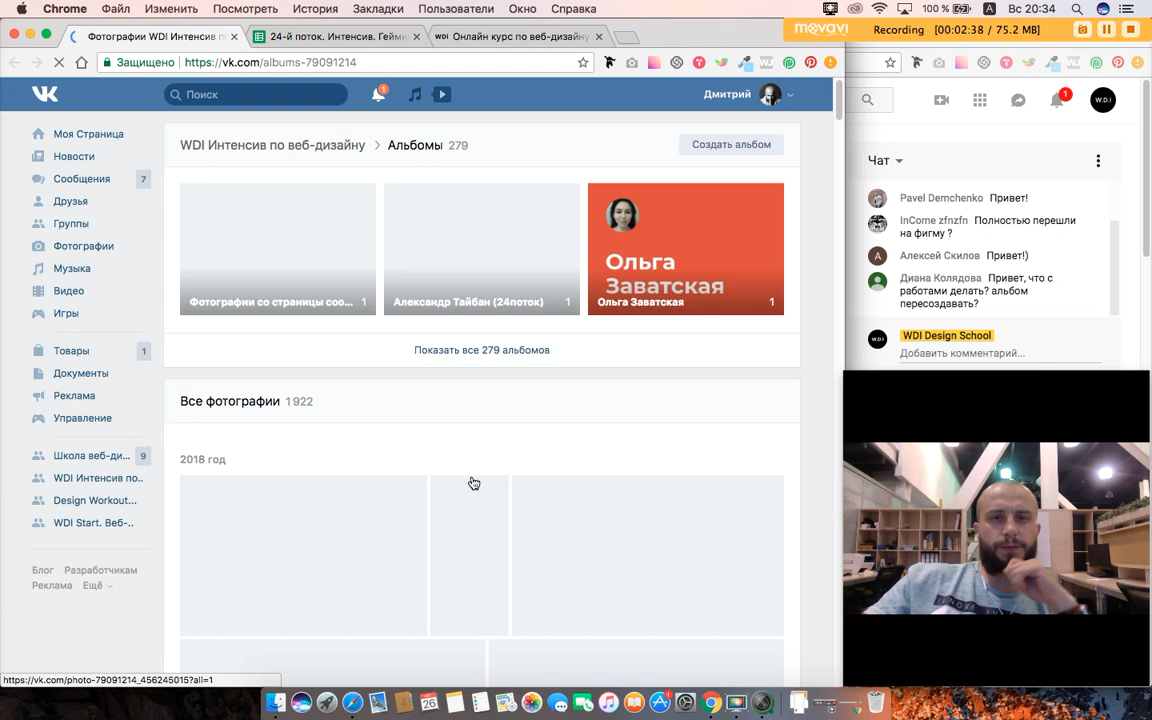 Chrome Файл Изменить Посмотреть История Закладки Пользователи Окно Справка
100 % A Вс 20:34
movavi Recording [00:02:38 / 75.2 MB]
Фотографии WDI Интенсив п
24-й поток. Интенсив. Гейми
WDI Онлайн курс по веб-дизайну
Защищено https://vk.com/albums-79091214
Поиск
1
Дмитрий
Моя Страница
Новости
Сообщения 7
Друзья
Группы
Фотографии
Музыка
Видео
Игры
Товары 1
Документы
Реклама
Управление
Школа веб-ди... 9
WDI Интенсив по..
Design Workout...
WDI Start. Веб-..
Блог Разработчикам
Реклама Ещё
WDI Интенсив по веб-дизайну > Альбомы 279
Создать альбом
Ольга
Заватская
Фотографии со страницы соо... 1
Александр Тайбан (24поток) 1
Ольга Заватская 1
Показать все 279 альбомов
Все фотографии 1 922
2018 год
W.D.I
1
Чат
Pavel Demchenko Привет!
InCome zfnzfn Полностью перешли
на фигму ?
А Алексей Скилов Привет!)
Диана Колядова Привет, что с
работами делать? альбом
пересоздавать?
W.D.I WDI Design School
Добавить комментарий...
https://vk.com/photo-79091214_456245015?all=1
26